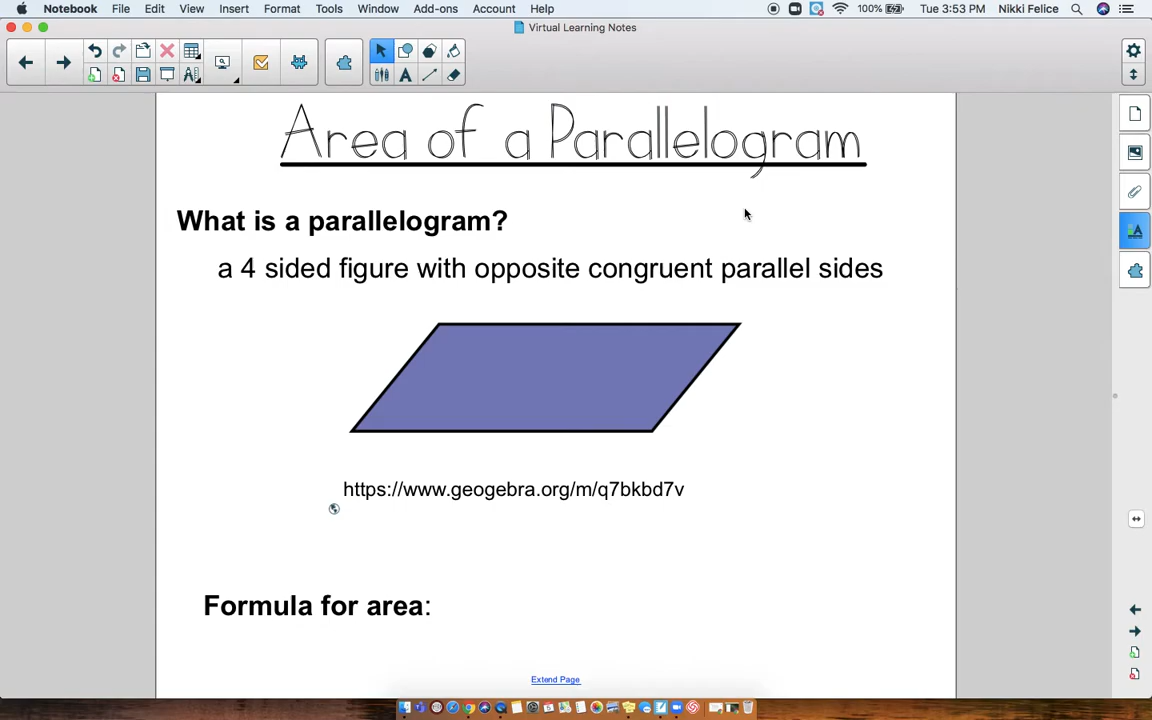 Notebook File Edit View Insert Format Tools Window Add-ons Account Help 100% Tue 3:53 PM Nikki Felice
Virtual Learning Notes
Area of a Parallelogram
What is a parallelogram?
a 4 sided figure with opposite congruent parallel sides
https://www.geogebra.org/m/q7bkbd7v
Formula for area:
Extend Page